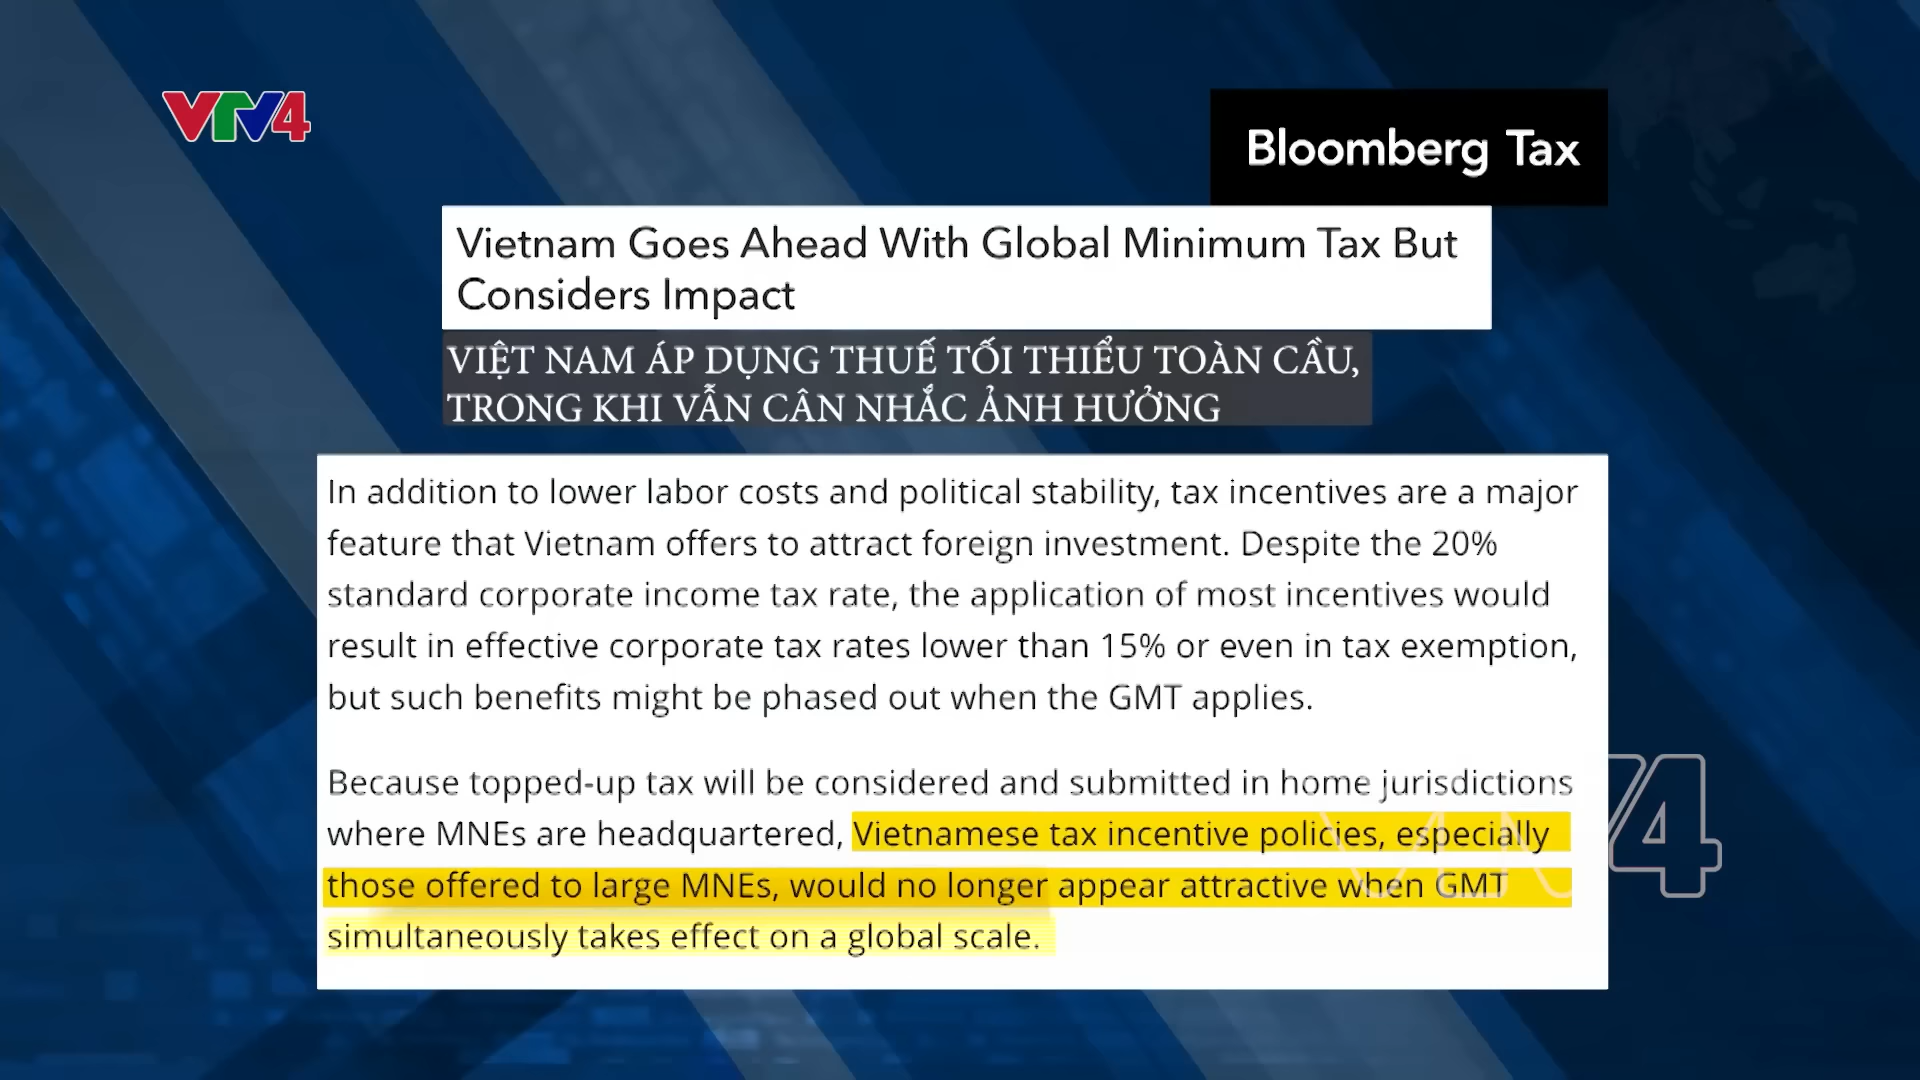 VTV4
Bloomberg Tax
Vietnam Goes Ahead With Global Minimum Tax But
Considers Impact
VIỆT NAM ÁP DỤNG THUẾ TỐI THIỂU TOÀN CẦU,
TRONG KHI VẪN CÂN NHẮC ẢNH HƯỞNG
In addition to lower labor costs and political stability, tax incentives are a major
feature that Vietnam offers to attract foreign investment. Despite the 20%
standard corporate income tax rate, the application of most incentives would
result in effective corporate tax rates lower than 15% or even in tax exemption,
but such benefits might be phased out when the GMT applies.
Because topped-up tax will be considered and submitted in home jurisdictions
where MNEs are headquartered, Vietnamese tax incentive policies, especially
those offered to large MNEs, would no longer appear attractive when GMT
simultaneously takes effect on a global scale.
VTV4